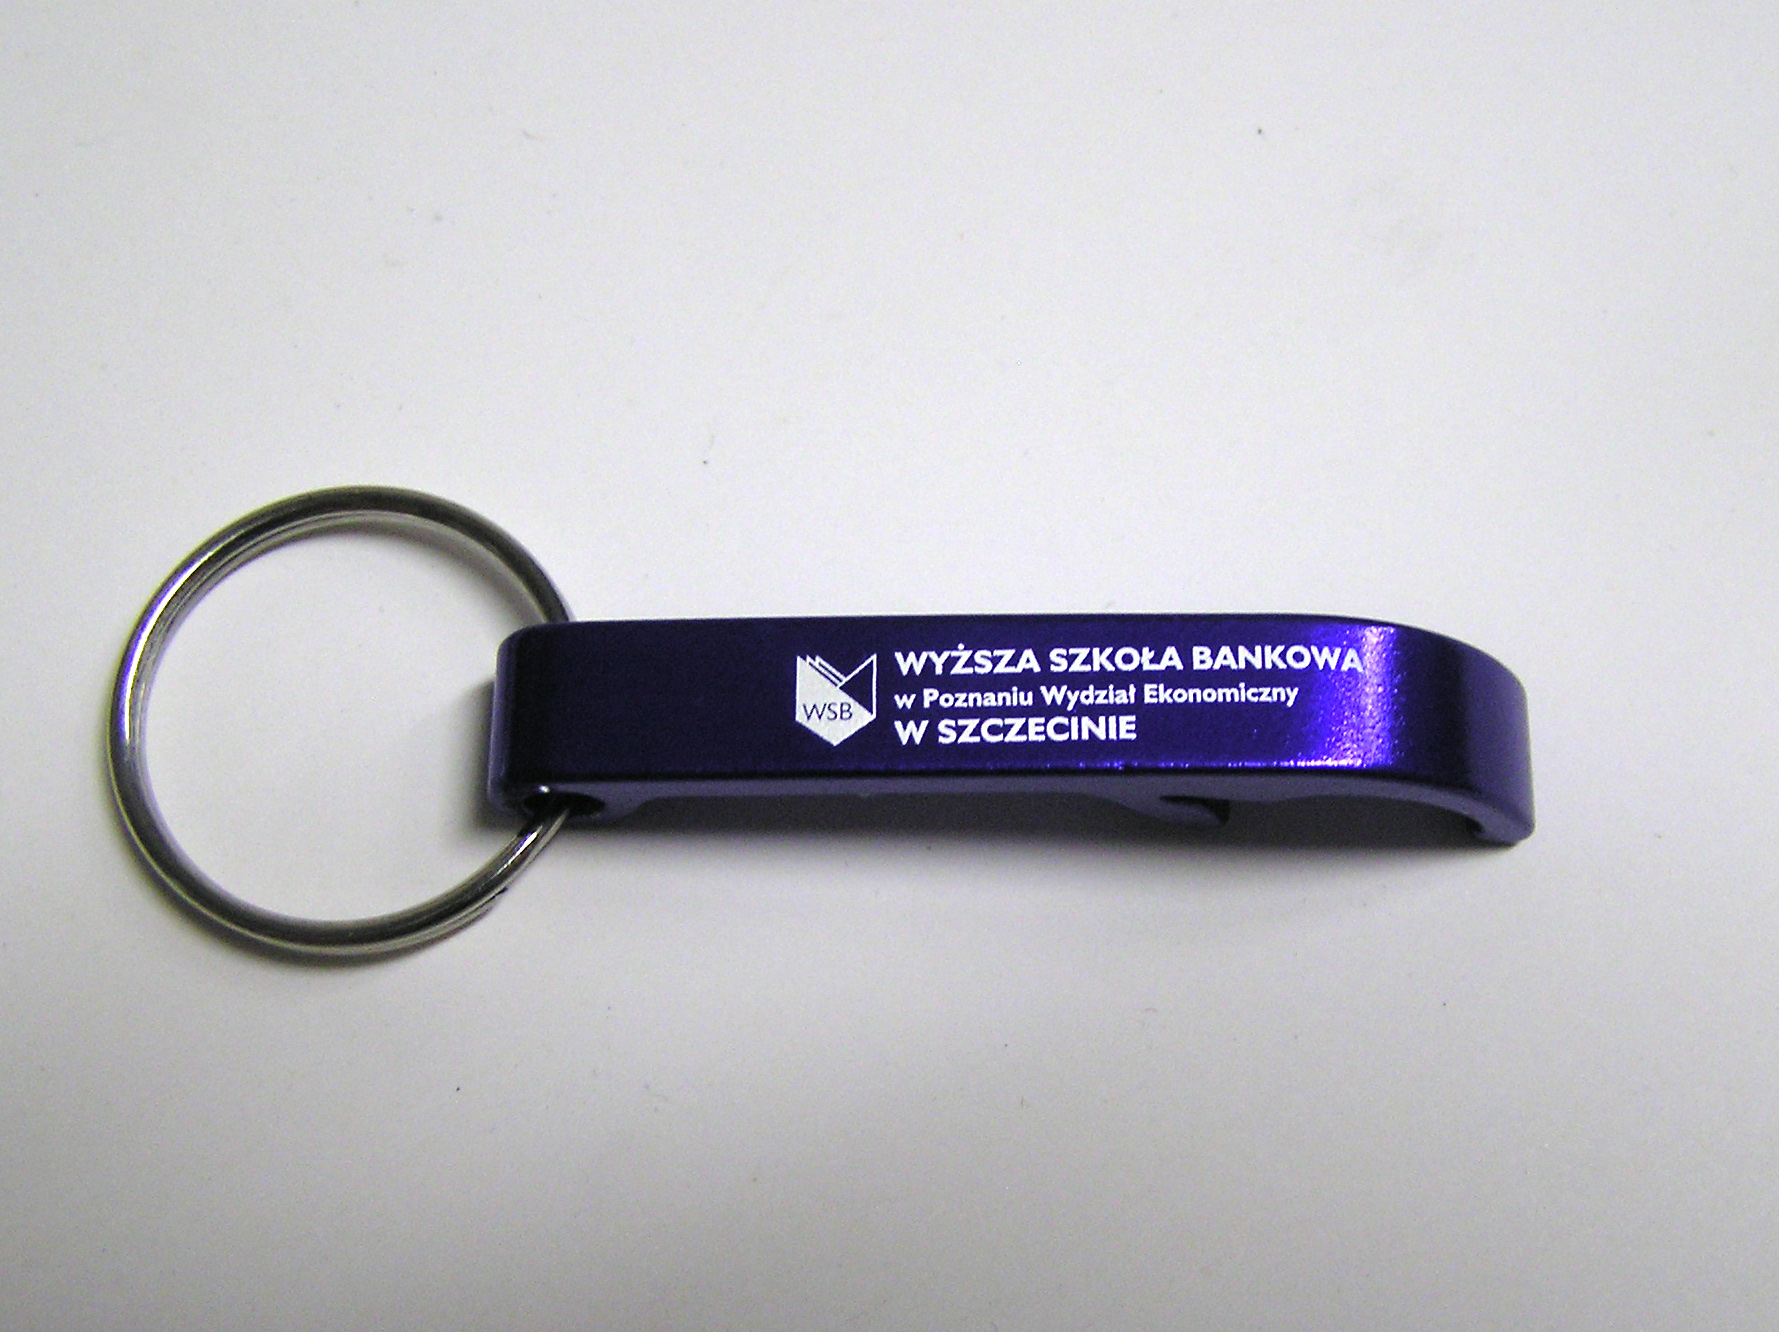 WSB
WYŻSZA SZKOŁA BANKOWA
w Poznaniu Wydział Ekonomiczny
W SZCZECINIE